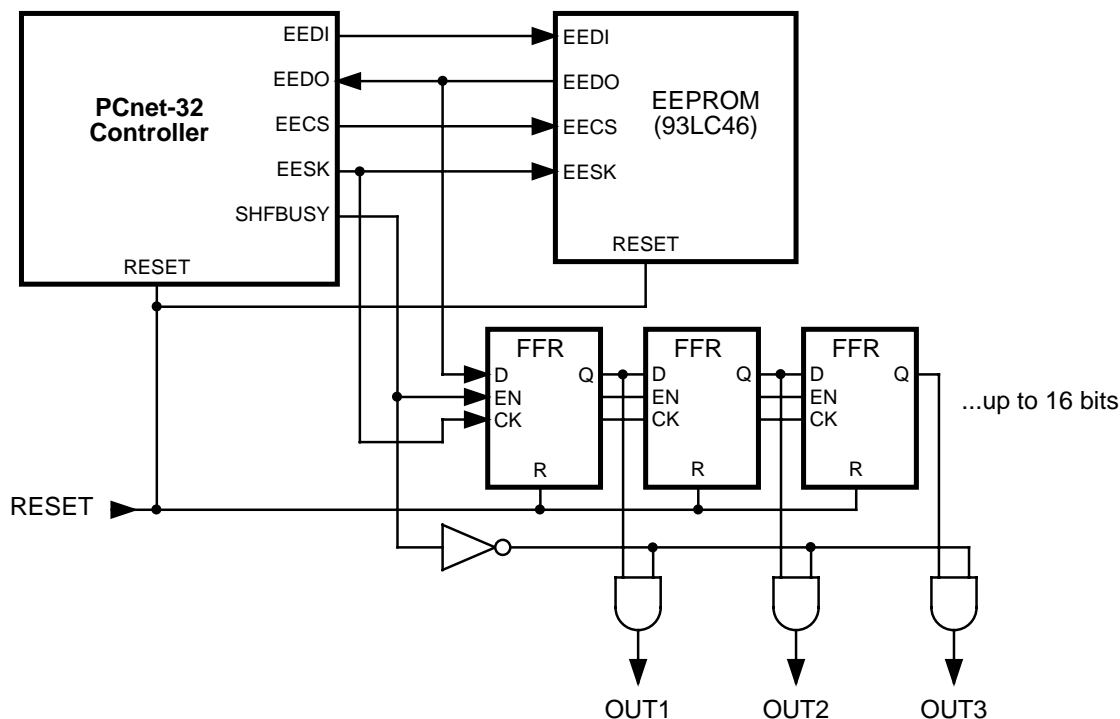 EEDI
EEDO
PCnet-32
Controller
EECS
EESK
SHFBUSY
RESET
EEDI
EEDO
EEPROM
(93LC46)
EECS
EESK
RESET
FFR
D
Q
EN
CK
R
FFR
D
Q
EN
CK
R
FFR
D
Q
EN
CK
R
...up to 16 bits
RESET
OUT1
OUT2
OUT3